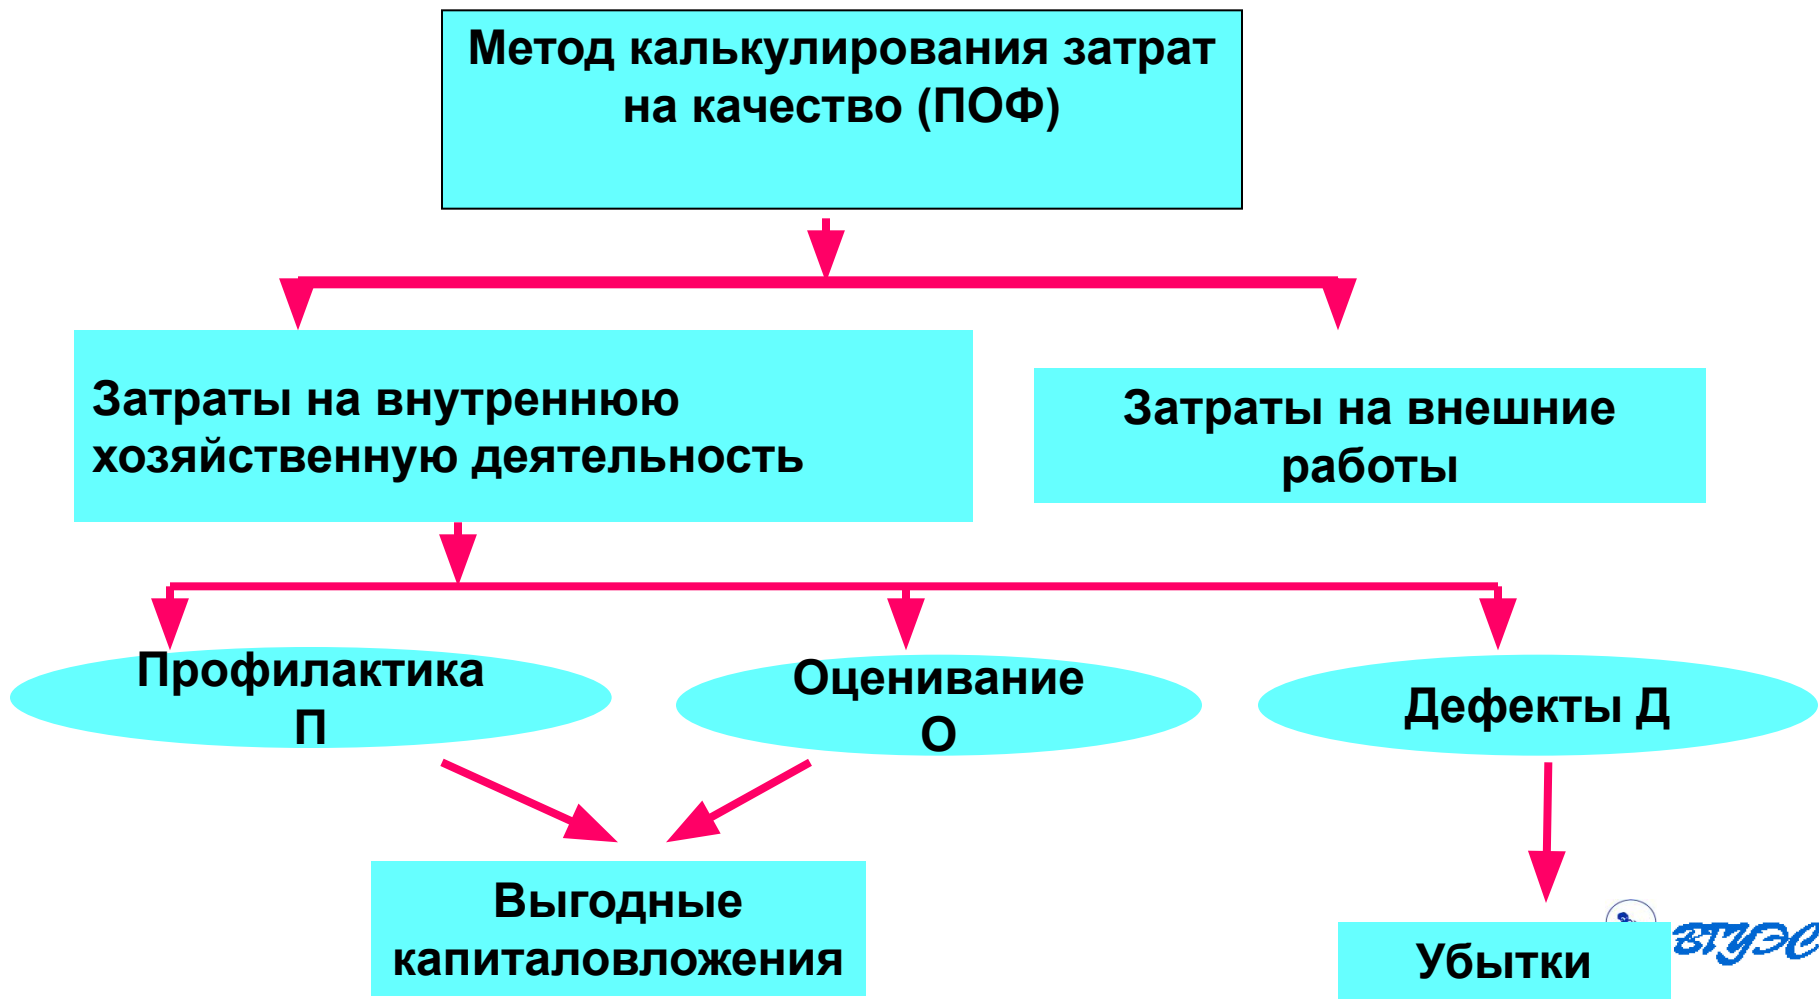 Метод калькулирования затрат
на качество (ПОФ)
Затраты на внутреннюю
хозяйственную деятельность
Затраты на внешние
работы
Профилактика
П
Оценивание
О
Дефекты Д
Выгодные
капиталовложения
Убытки
ВГУЭС